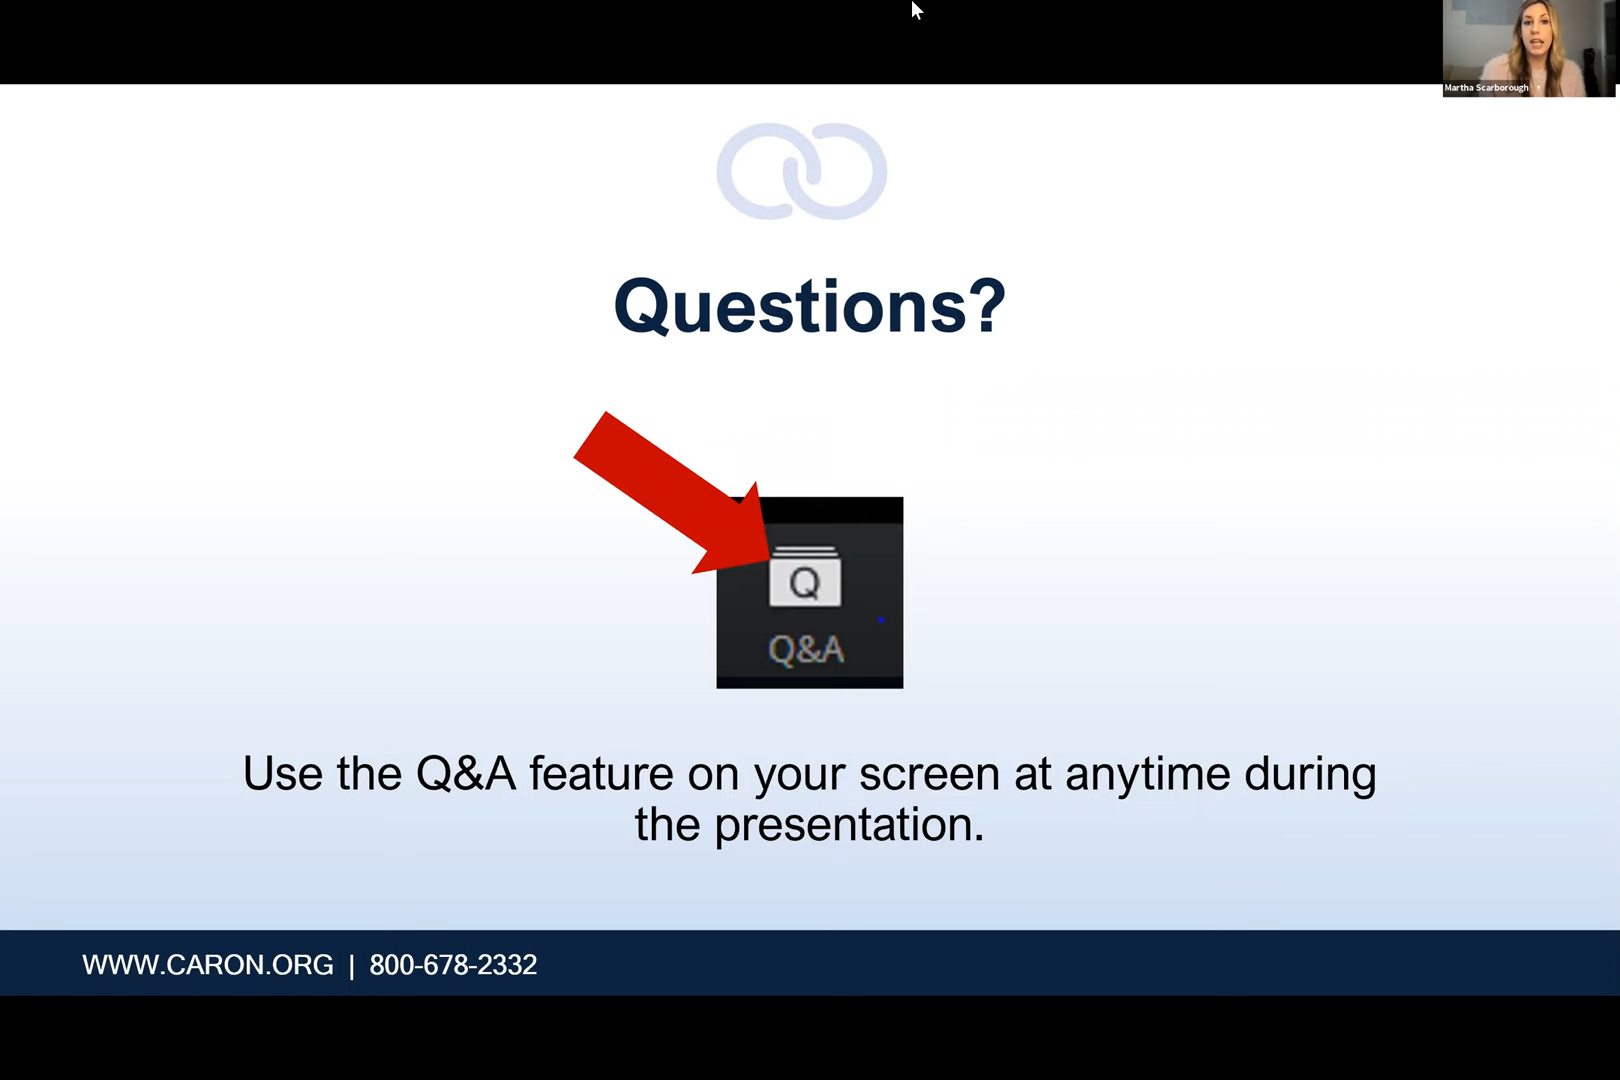 Martha Scarborough
Questions?
Q
Q&A
Use the Q&A feature on your screen at anytime during
the presentation.
WWW.CARON.ORG | 800-678-2332